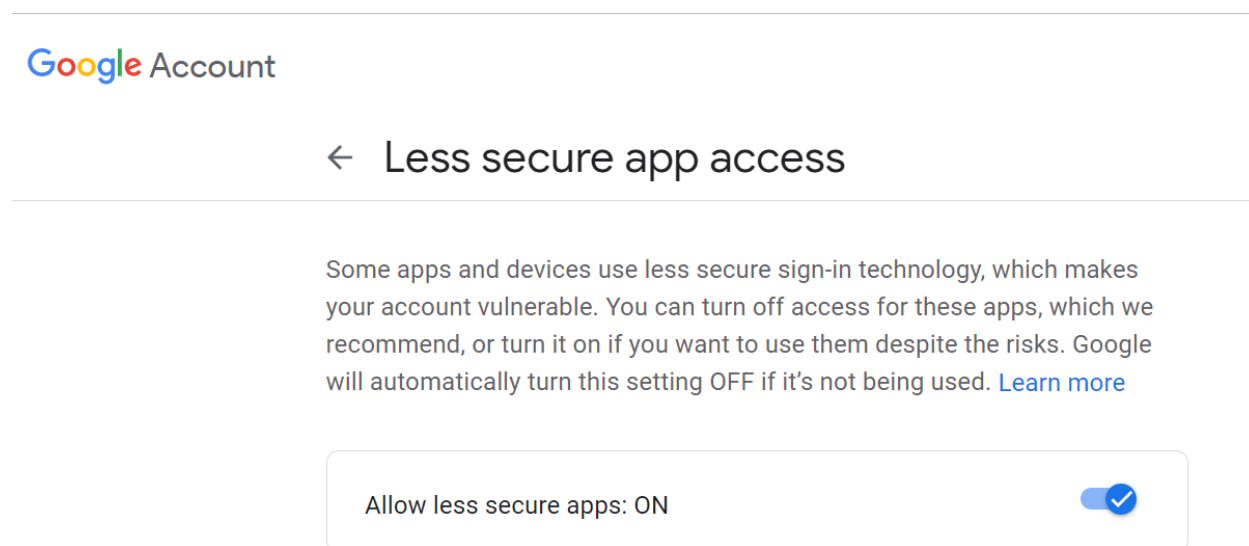 Google Account
Less secure app access
Some apps and devices use less secure sign-in technology, which makes
your account vulnerable. You can turn off access for these apps, which we
recommend, or turn it on if you want to use them despite the risks. Google
will automatically turn this setting OFF if it’s not being used. Learn more
Allow less secure apps: ON